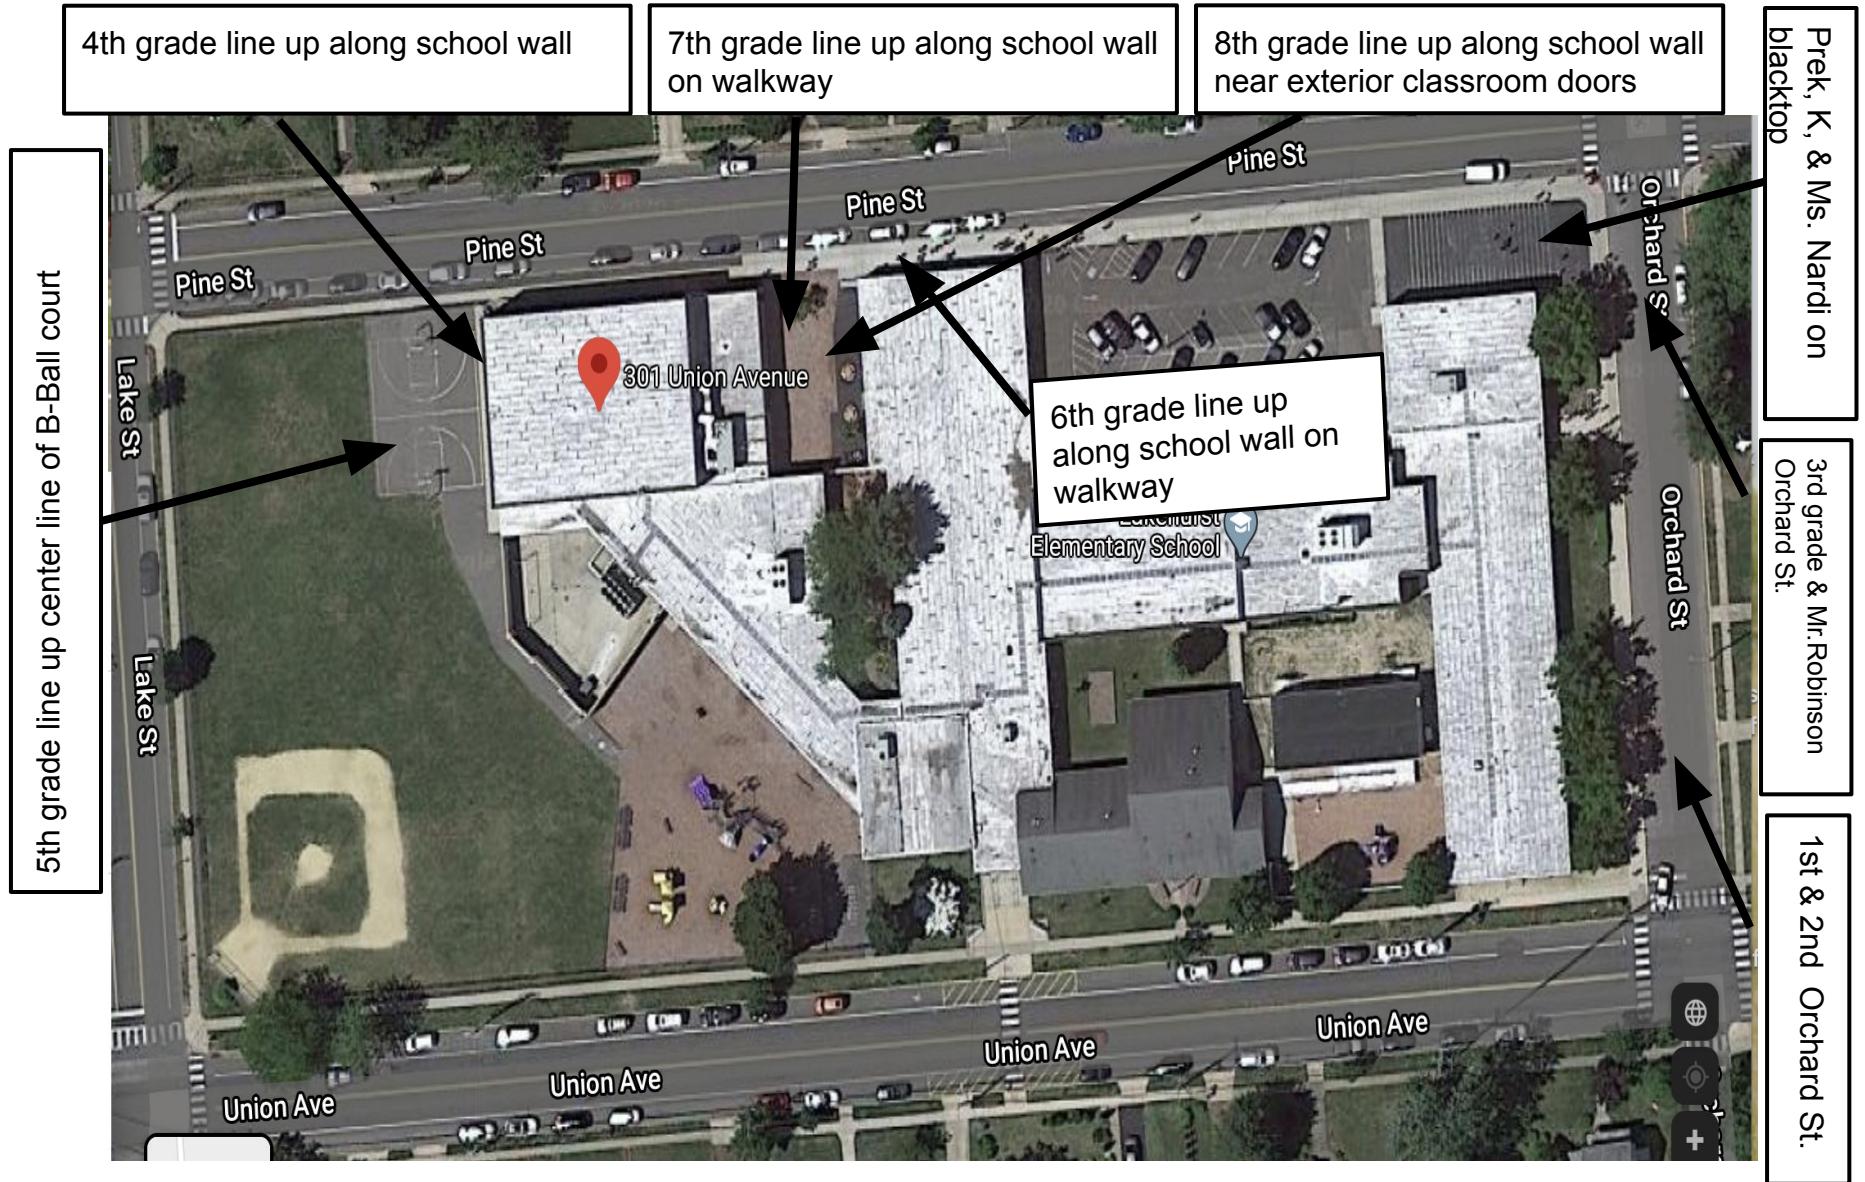 4th grade line up along school wall
7th grade line up along school wall
on walkway
8th grade line up along school wall
near exterior classroom doors
Prek, K, & Ms. Nardi on
blacktop
5th grade line up center line of B-Ball court
Pine St
Pine St
Pine St
Pine St
Orchard St
Lake St
301 Union Avenue
6th grade line up
along school wall on
walkway
3rd grade & Mr.Robinson
Orchard St.
Lakehurst
Elementary School
Orchard St
Lake St
1st & 2nd Orchard St.
Union Ave
Union Ave
Union Ave
Union Ave